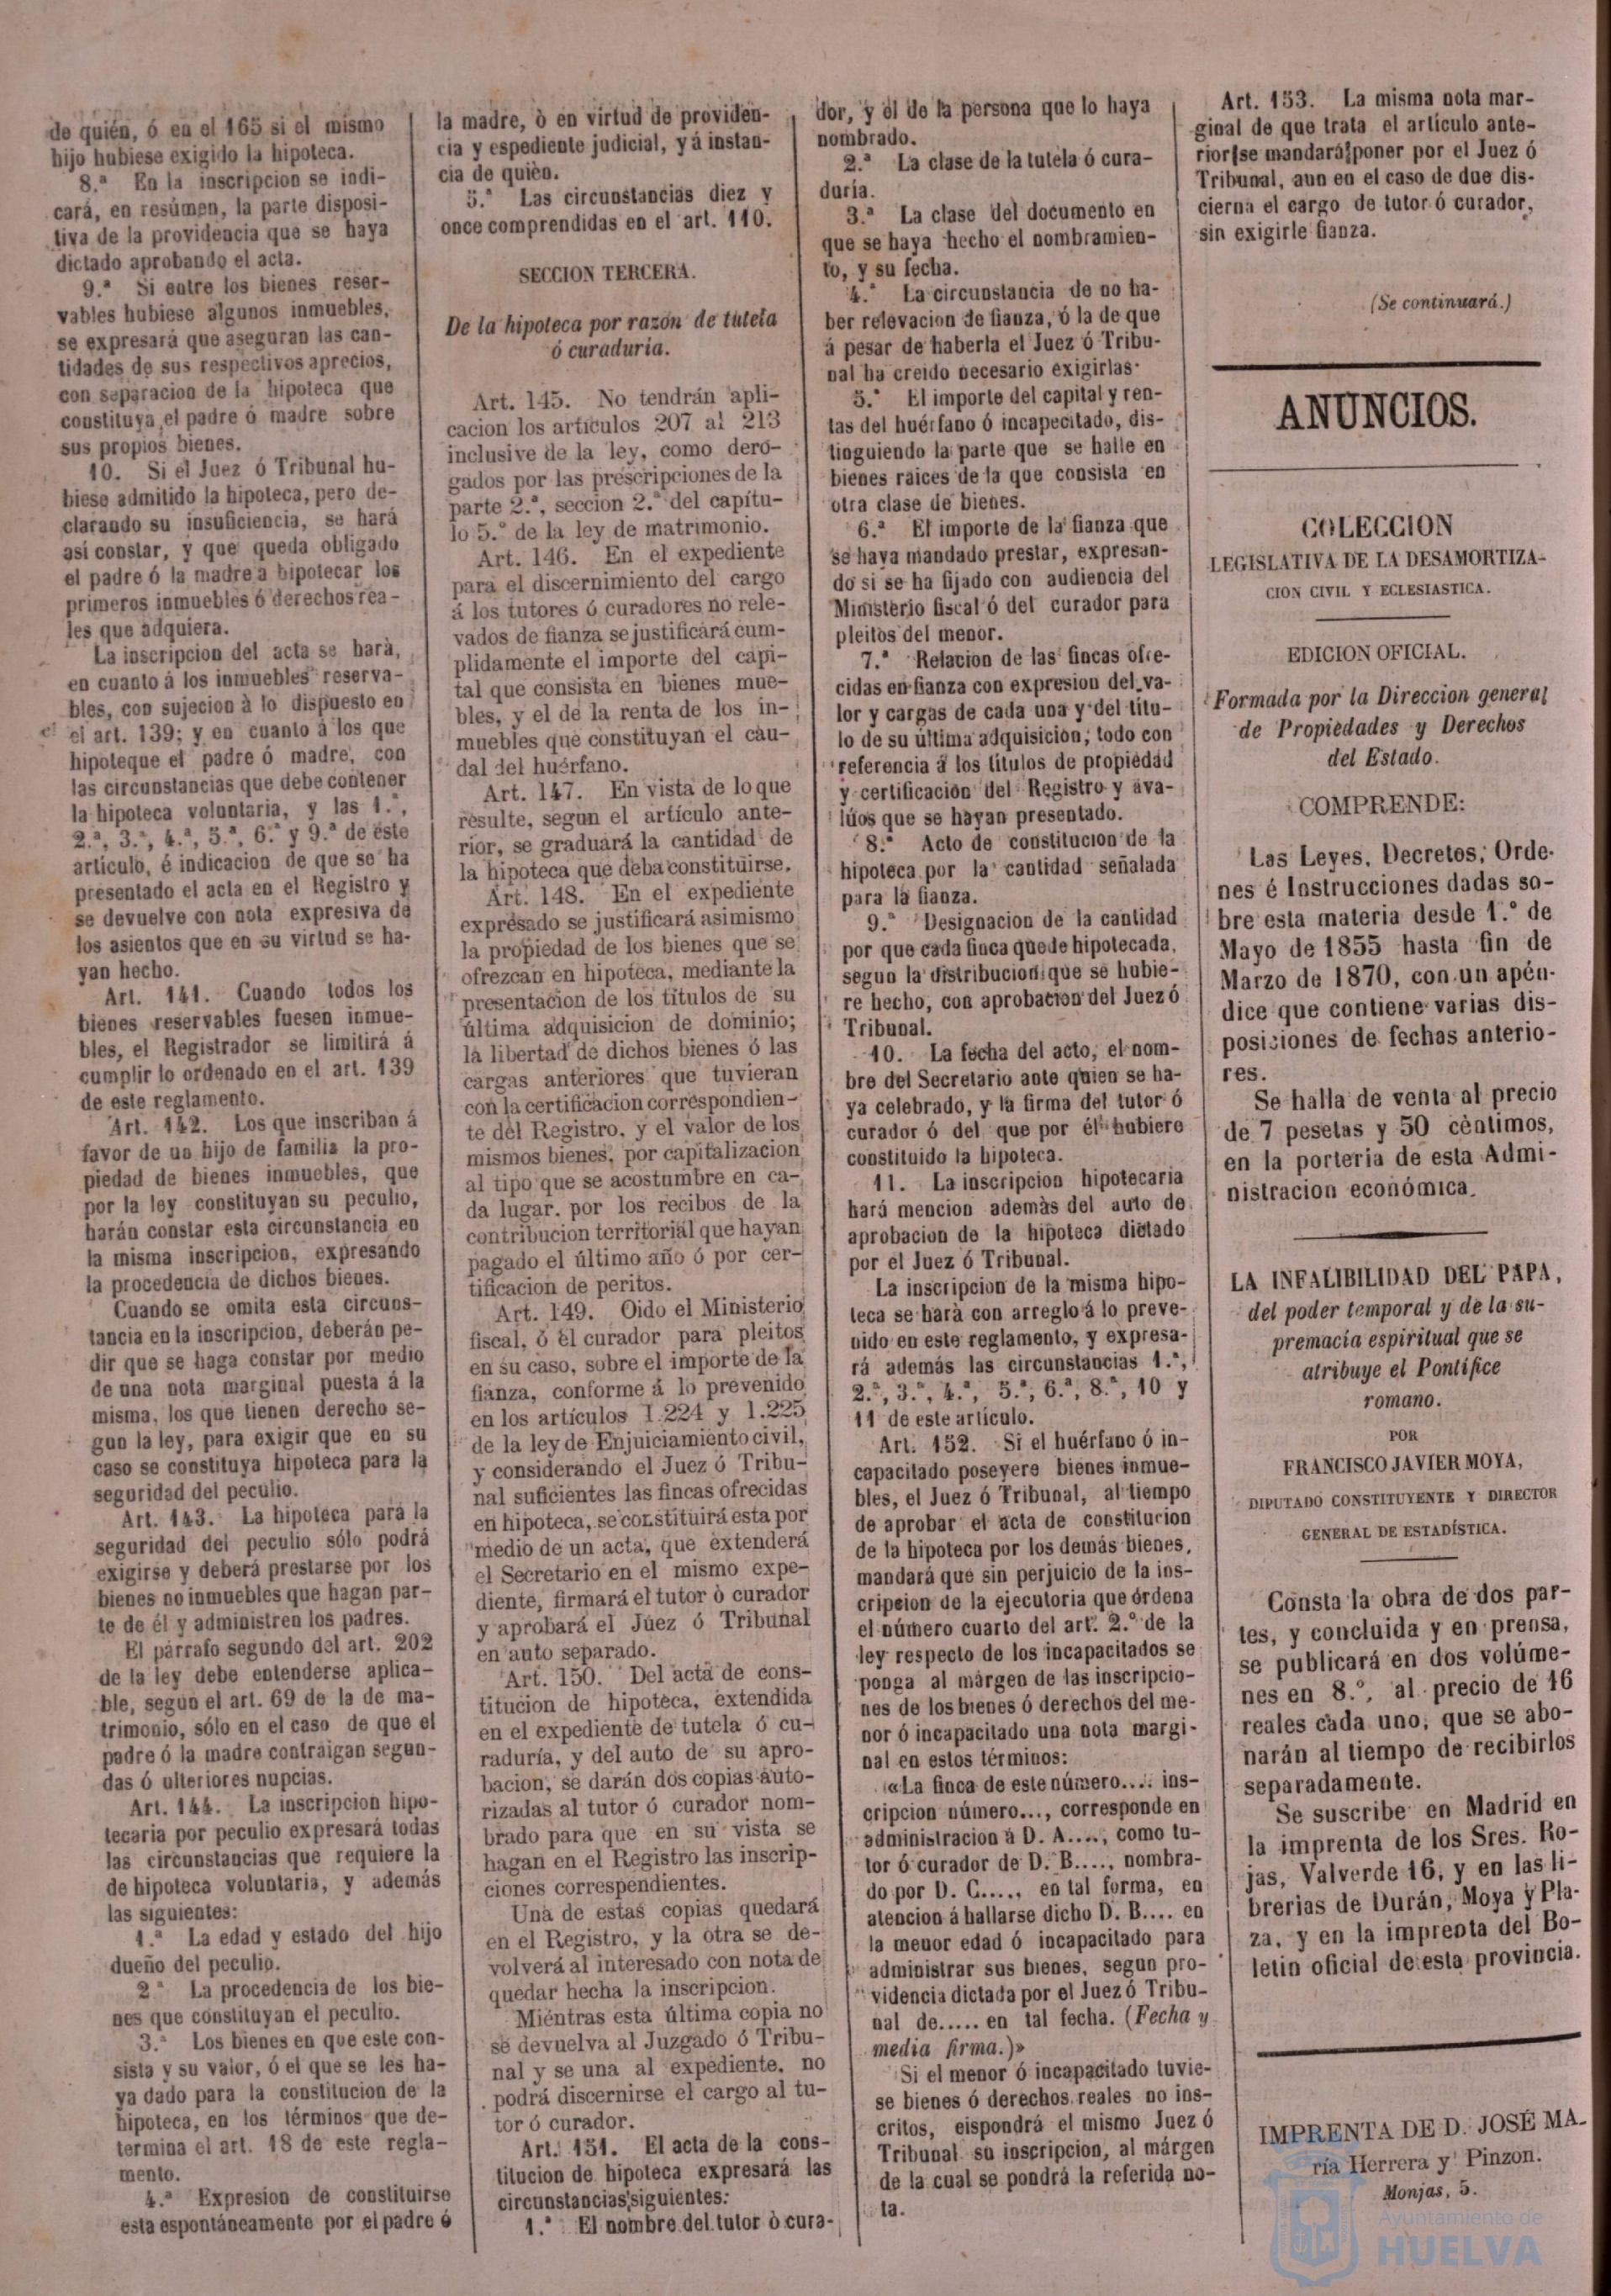 de quién, ó en el 165 si el mismo
hijo hubiese exigido la hipoteca.
8.ª En la inscripcion se indi-
cará, en resúmen, la parte disposi-
tiva de la providencia que se haya
dictado aprobando el acta.
9.ª Si entre los bienes reser-
vables hubiese algunos inmuebles,
se expresará que aseguran las can-
tidades de sus respectivos aprecios,
con separacion de la hipoteca que
constituya el padre ó madre sobre
sus propios bienes.
10. Si el Juez ó Tribunal hu-
biese admitido la hipoteca, pero de-
clarando su insuficiencia, se hará
así constar, y que queda obligado
el padre ó la madre a hipotecar los
primeros inmuebles ó derechos rea-
les que adquiera.
La inscripcion del acta se hará,
en cuanto á los inmuebles reserva-
bles, con sujecion à lo dispuesto en
el art. 139; y en cuanto á los que
hipoteque el padre ó madre, con
las circunstancias que debe contener
la hipoteca voluntaria, y las 1.ª,
2.ª, 3.ª, 4.ª, 5.ª, 6.ª y 9.ª de este
artículo, é indicacion de que se ha
presentado el acta en el Registro y
se devuelve con nota expresiva de
los asientos que en su virtud se ha-
yan hecho.
Art. 141. Cuando todos los
bienes reservables fuesen inmue-
bles, el Registrador se limitirá á
cumplir lo ordenado en el art. 139
de este reglamento.
Art. 142. Los que inscriban á
favor de un hijo de familia la pro-
piedad de bienes inmuebles, que
por la ley constituyan su peculio,
harán constar esta circunstancia en
la misma inscripcion, expresando
la procedencia de dichos bienes.
Cuando se omita esta circuns-
tancia en la inscripcion, deberán pe-
dir que se haga constar por medio
de una nota marginal puesta á la
misma, los que tienen derecho se-
gun la ley, para exigir que en su
caso se constituya hipoteca para la
seguridad del peculio.
Art. 143. La hipoteca para la
seguridad del peculio sólo podrá
exigirse y deberá prestarse por los
bienes no inmuebles que hagan par-
te de él y administren los padres.
El párrafo segundo del art. 202
de la ley debe entenderse aplica-
ble, según el art. 69 de la de ma-
trimonio, sólo en el caso de que el
padre ó la madre contraigan segun-
das ó ulteriores nupcias.
Art. 144. La inscripcion hipo-
tecaria por peculio expresará todas
las circunstancias que requiere la
de hipoteca voluntaria, y además
las siguientes:
1.ª La edad y estado del hijo
dueño del peculio.
2.ª La procedencia de los bie-
nes que constituyan el peculio.
3.ª Los bienes en que este con-
sista y su valor, ó el que se les ha-
ya dado para la constitucion de la
hipoteca, en los términos que de-
termina el art. 18 de este regla-
mento.
4.ª Expresion de constituirse
esta espontáneamente por el padre ó
la madre, ò en virtud de providen-
cia y espediente judicial, y á instan-
cia de quièn.
5.ª Las circunstancias diez y
once comprendidas en el art. 110.
SECCION TERCERA.
De la hipoteca por razón de tutela
ó curaduría.
Art. 145. No tendrán apli-
cacion los artículos 207 al 213
inclusive de la ley, como dero-
gados por las prescripciones de la
parte 2.ª, seccion 2.ª del capítu-
lo 5.º de la ley de matrimonio.
Art. 146. En el expediente
para el discernimiento del cargo
á los tutores ó curadores no rele-
vados de fianza se justificará cum-
plidamente el importe del capi-
tal que consista en bienes mue-
bles, y el de la renta de los in-
muebles que constituyan el cau-
dal del huérfano.
Art. 147. En vista de lo que
resulte, segun el artículo ante-
rior, se graduará la cantidad de
la hipoteca que deba constituirse.
Art. 148. En el expediente
expresado se justificará asimismo
la propiedad de los bienes que se
ofrezcan en hipoteca, mediante la
presentacion de los títulos de su
última adquisicion de dominio;
la libertad de dichos bienes ó las
cargas anteriores que tuvieran
con la certificacion correspondien-
te del Registro, y el valor de los
mismos bienes, por capitalizacion
al tipo que se acostumbre en ca-
da lugar. por los recibos de la
contribucion territorial que hayan
pagado el último año ó por cer-
tificacion de peritos.
Art. 149. Oido el Ministerio
fiscal, ó el curador para pleitos
en su caso, sobre el importe de la
fianza, conforme á lo prevenido
en los artículos 1.224 y 1.225
de la ley de Enjuiciamiento civil,
y considerando el Juez ó Tribu-
nal suficientes las fincas ofrecidas
en hipoteca, se constituirá esta por
medio de un acta, que extenderá
el Secretario en el mismo expe-
diente, firmará el tutor ò curador
y aprobará el Juez ó Tribunal
en auto separado.
Art. 150. Del acta de cons-
titucion de hipoteca, extendida
en el expediente de tutela ó cu-
raduría, y del auto de su apro-
bacion, se darán dos copias auto-
rizadas al tutor ó curador nom-
brado para que en su vista se
hagan en el Registro las inscrip-
ciones correspendientes.
Una de estas copias quedará
en el Registro, y la otra se de-
volverá al interesado con nota de
quedar hecha la inscripcion.
Miéntras esta última copia no
se devuelva al Juzgado ó Tribu-
nal y se una al expediente, no
podrá discernirse el cargo al tu-
tor ó curador.
Art. 151. El acta de la cons-
titucion de hipoteca expresará las
circunstancias siguientes:
1.ª El nombre del tutor ò cura-
dor, y el de la persona que lo haya
nombrado.
2.ª La clase de la tutela ó cura-
duría.
3.ª La clase del documento en
que se haya hecho el nombramien-
to, y su fecha.
4.ª La circunstancia de no ha-
ber relevacion de fianza, ó la de que
á pesar de haberla el Juez ó Tribu-
nal ha creido necesario exigirlas.
5.ª El importe del capital y ren-
tas del huérfano ó incapecitado, dis-
tinguiendo la parte que se halle en
bienes raices de la que consista en
otra clase de bienes.
6.ª El importe de la fianza que
se haya mandado prestar, expresan-
do si se ha fijado con audiencia del
Ministerio fiscal ó del curador para
pleitos del menor.
7.ª Relacion de las fincas ofre-
cidas en fianza con expresion del va-
lor y cargas de cada una y del títu-
lo de su última adquisición; todo con
referencia á los títulos de propiedad
y certificación del Registro y ava-
lúos que se hayan presentado.
8.ª Acto de constitucion de la
hipoteca por la cantidad señalada
para la fianza.
9.ª Designacion de la cantidad
por que cada finca quede hipotecada,
segun la distribucion que se hubie-
re hecho, con aprobacion del Juez ó
Tribunal.
10. La fecha del acto, el nom-
bre del Secretario ante quien se ha-
ya celebrado, y la firma del tutor ó
curador ó del que por él hubiere
constituido la hipoteca.
11. La inscripcion hipotecaria
hará mencion ademàs del auto de
aprobacion de la hipoteca dictado
por el Juez ó Tribunal.
La inscripcion de la misma hipo-
teca se harà con arreglo á lo preve-
nido en este reglamento, y expresa-
rá además las circunstancias 1.ª,
2.ª, 3.ª, 4.ª, 5.ª, 6.ª, 8.ª, 10 y
11 de este artículo.
Art. 152. Si el huérfano ó in-
capacitado poseyere bienes inmue-
bles, el Juez ó Tribunal, al tiempo
de aprobar el acta de constitucion
de la hipoteca por los demás bienes,
mandará que sin perjuicio de la ins-
cripcion de la ejecutoria que órdena
el número cuarto del art. 2.º de la
ley respecto de los incapacitados se
ponga al márgen de las inscripcio-
nes de los bienes ó derechos del me-
nor ó incapacitado una nota margi-
nal en estos términos:
«La finca de este número.... ins-
cripcion número..., corresponde en
administracion à D. A...., como tu-
tor ó curador de D. B...., nombra-
do por D. C...., en tal forma, en
atencion á hallarse dicho D. B.... en
la menor edad ó incapacitado para
administrar sus bienes, segun pro-
videncia dictada por el Juez ó Tribu-
nal de..... en tal fecha. (Fecha y
media firma.)»
Si el menor ó incapacitado tuvie-
se bienes ó derechos reales no ins-
critos, eispondrá el mismo Juez ó
Tribunal su inscripcion, al márgen
de la cual se pondrá la referida no-
ta.
Art. 153. La misma nota mar-
ginal de que trata el artículo ante-
rior se mandará poner por el Juez ó
Tribunal, aun en el caso de due dis-
cierna el cargo de tutor ó curador,
sin exigirle fianza.
(Se continuará.)
ANUNCIOS.
COLECCION
LEGISLATIVA DE LA DESAMORTIZA-
CION CIVIL Y ECLESIASTICA.
EDICION OFICIAL.
Formada por la Direccion general
de Propiedades y Derechos
del Estado.
COMPRENDE:
Las Leyes, Decretos, Orde-
nes é Instrucciones dadas so-
bre esta materia desde 1.º de
Mayo de 1855 hasta fin de
Marzo de 1870, con un apén-
dice que contiene varias dis-
posiciones de fechas anterio-
res.
Se halla de venta al precio
de 7 pesetas y 50 cèntimos,
en la porteria de esta Admi-
nistracion económica.
LA INFALIBILIDAD DEL PAPA,
del poder temporal y de la su-
premacía espiritual que se
atribuye el Pontífice
romano.
POR
FRANCISCO JAVIER MOYA,
DIPUTADO CONSTITUYENTE Y DIRECTOR
GENERAL DE ESTADÍSTICA.
Consta la obra de dos par-
tes, y concluida y en prensa,
se publicará en dos volúme-
nes en 8.º, al precio de 16
reales cada uno, que se abo-
narán al tiempo de recibirlos
separadamente.
Se suscribe en Madrid en
la imprenta de los Sres. Ro-
jas, Valverde 16, y en las li-
brerias de Durán, Moya y Pla-
za, y en la imprenta del Bo-
letin oficial de esta provincia.
IMPRENTA DE D. JOSÉ MA-
ría Herrera y Pinzon.
Monjas, 5.
Ayuntamiento de
HUELVA